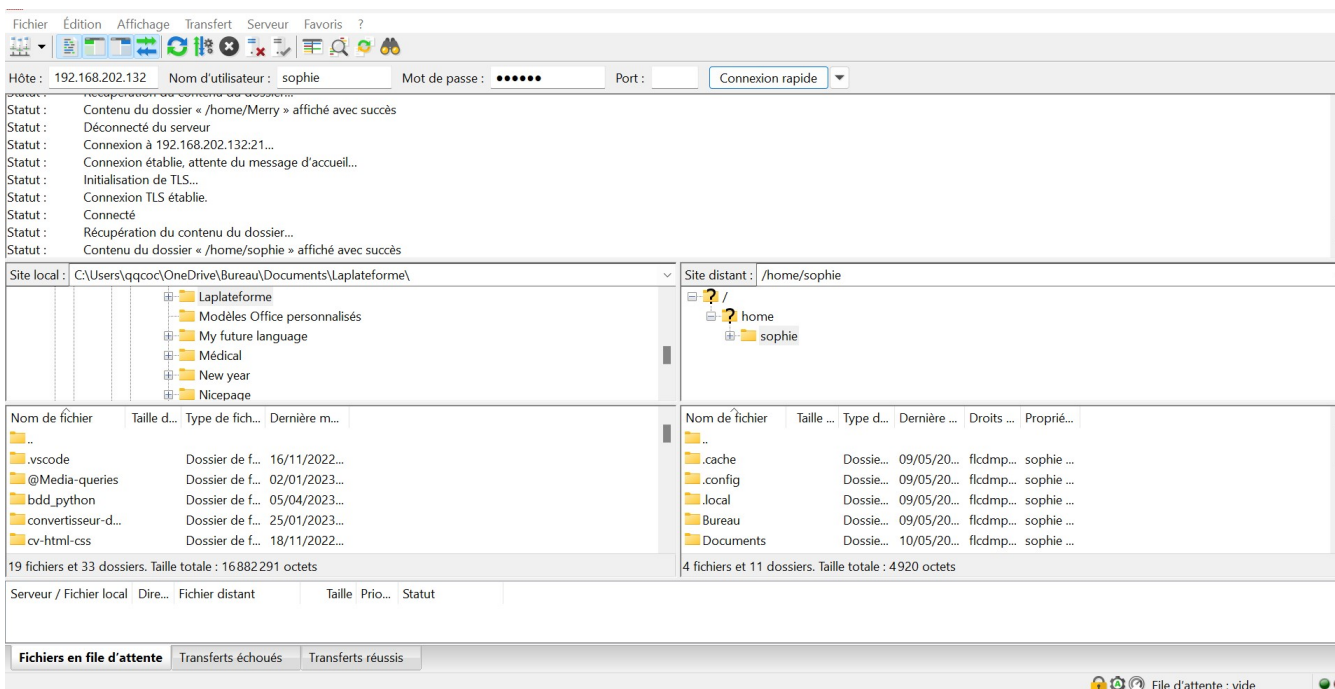 Fichier Édition Affichage Transfert Serveur Favoris ?
Hôte : 192.168.202.132 Nom d'utilisateur : sophie Mot de passe : •••••• Port : Connexion rapide
Statut : Récupération du contenu du dossier...
Statut : Contenu du dossier « /home/Merry » affiché avec succès
Statut : Déconnecté du serveur
Statut : Connexion à 192.168.202.132:21...
Statut : Connexion établie, attente du message d'accueil...
Statut : Initialisation de TLS...
Statut : Connexion TLS établie.
Statut : Connecté
Statut : Récupération du contenu du dossier...
Statut : Contenu du dossier « /home/sophie » affiché avec succès
Site local : C:\Users\qqcoc\OneDrive\Bureau\Documents\Laplateforme\
Laplateforme
Modèles Office personnalisés
My future language
Médical
New year
Nicepage
Site distant : /home/sophie
/
home
sophie
Nom de fichier Taille d... Type de fich... Dernière m...
..
.vscode Dossier de f... 16/11/2022...
@Media-queries Dossier de f... 02/01/2023...
bdd_python Dossier de f... 05/04/2023...
convertisseur-d... Dossier de f... 25/01/2023...
cv-html-css Dossier de f... 18/11/2022...
19 fichiers et 33 dossiers. Taille totale : 16 882 291 octets
Nom de fichier Taille ... Type d... Dernière ... Droits ... Proprié...
..
.cache Dossie... 09/05/20... flcdmp... sophie ...
.config Dossie... 09/05/20... flcdmp... sophie ...
.local Dossie... 09/05/20... flcdmp... sophie ...
Bureau Dossie... 09/05/20... flcdmp... sophie ...
Documents Dossie... 10/05/20... flcdmp... sophie ...
4 fichiers et 11 dossiers. Taille totale : 4 920 octets
Serveur / Fichier local Dire... Fichier distant Taille Prio... Statut
Fichiers en file d'attente Transferts échoués Transferts réussis
File d'attente : vide